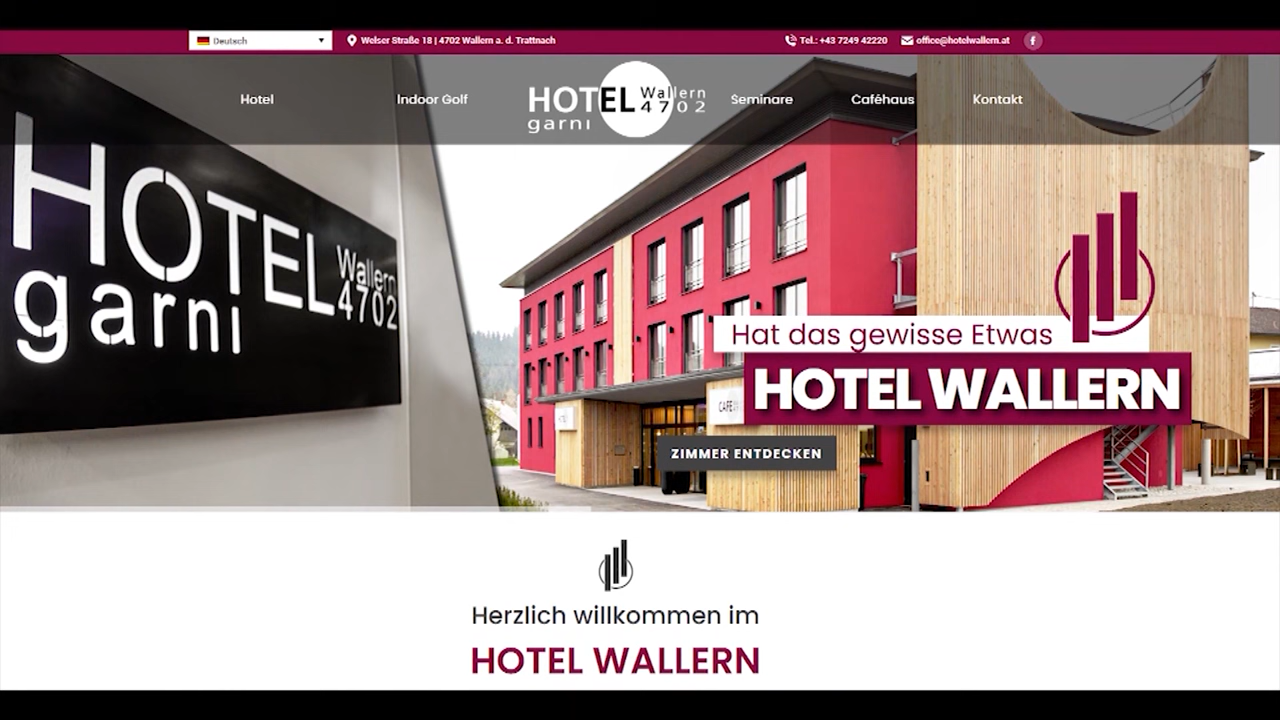 Deutsch
Welser Straße 18 | 4702 Wallern a. d. Trattnach
Tel.: +43 7249 42220
office@hotelwallern.at
Hotel
Indoor Golf
HOTEL Wallern
4702
garni
Seminare
Caféhaus
Kontakt
HOTEL Wallern
4702
garni
Hat das gewisse Etwas
HOTEL WALLERN
CAFE
ZIMMER ENTDECKEN
Herzlich willkommen im
HOTEL WALLERN